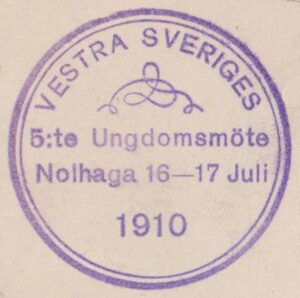 VESTRA SVERIGES
5:te Ungdomsmöte
Nolhaga 16—17 Juli
1910